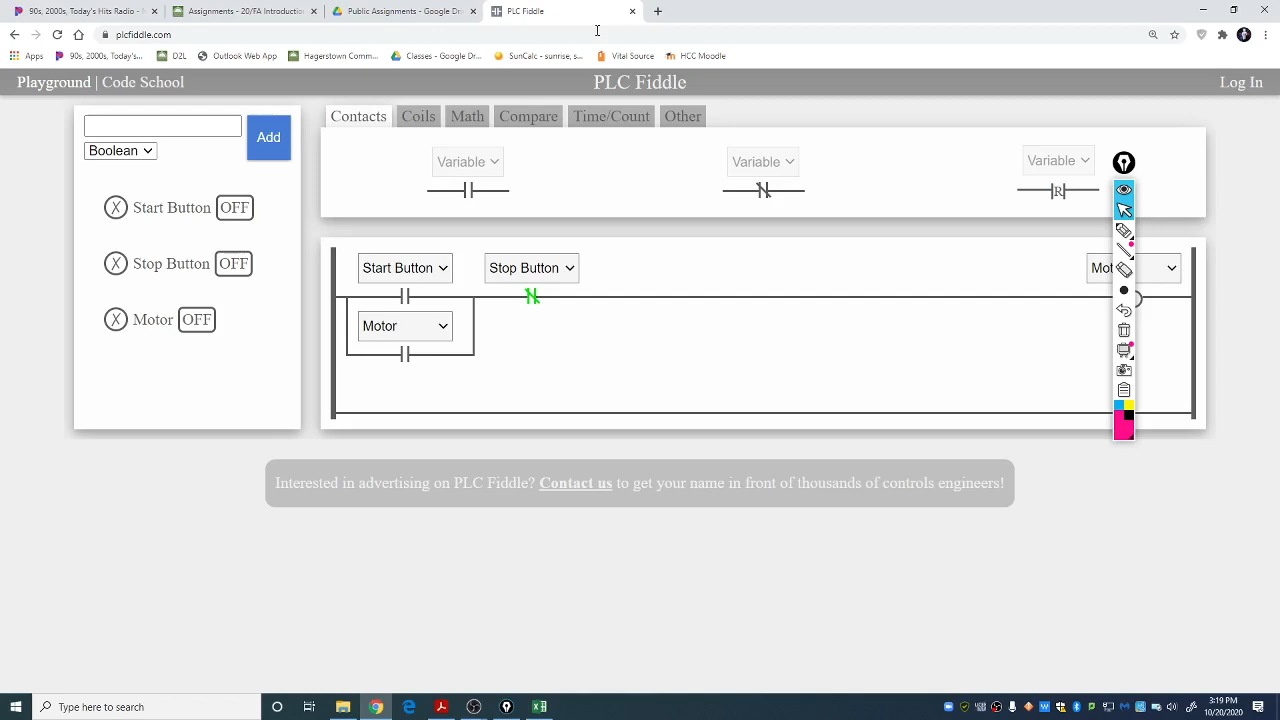 90s, 2000s, Today's Hits Radio - M
Assignments - 20/FA Introductio
Public Assignments - Google Dri
PLC Fiddle
plcfiddle.com
Apps
90s, 2000s, Today's...
D2L
Outlook Web App
Hagerstown Comm...
Classes - Google Dr...
SunCalc - sunrise, s...
Vital Source
HCC Moodle
Playground | Code School
PLC Fiddle
Log In
Add
Boolean
X Start Button OFF
X Stop Button OFF
X Motor OFF
Contacts
Coils
Math
Compare
Time/Count
Other
Variable
Variable
Variable
R
Start Button
Stop Button
Mot
Motor
Interested in advertising on PLC Fiddle? Contact us to get your name in front of thousands of controls engineers!
Type here to search
3:19 PM
10/20/2020